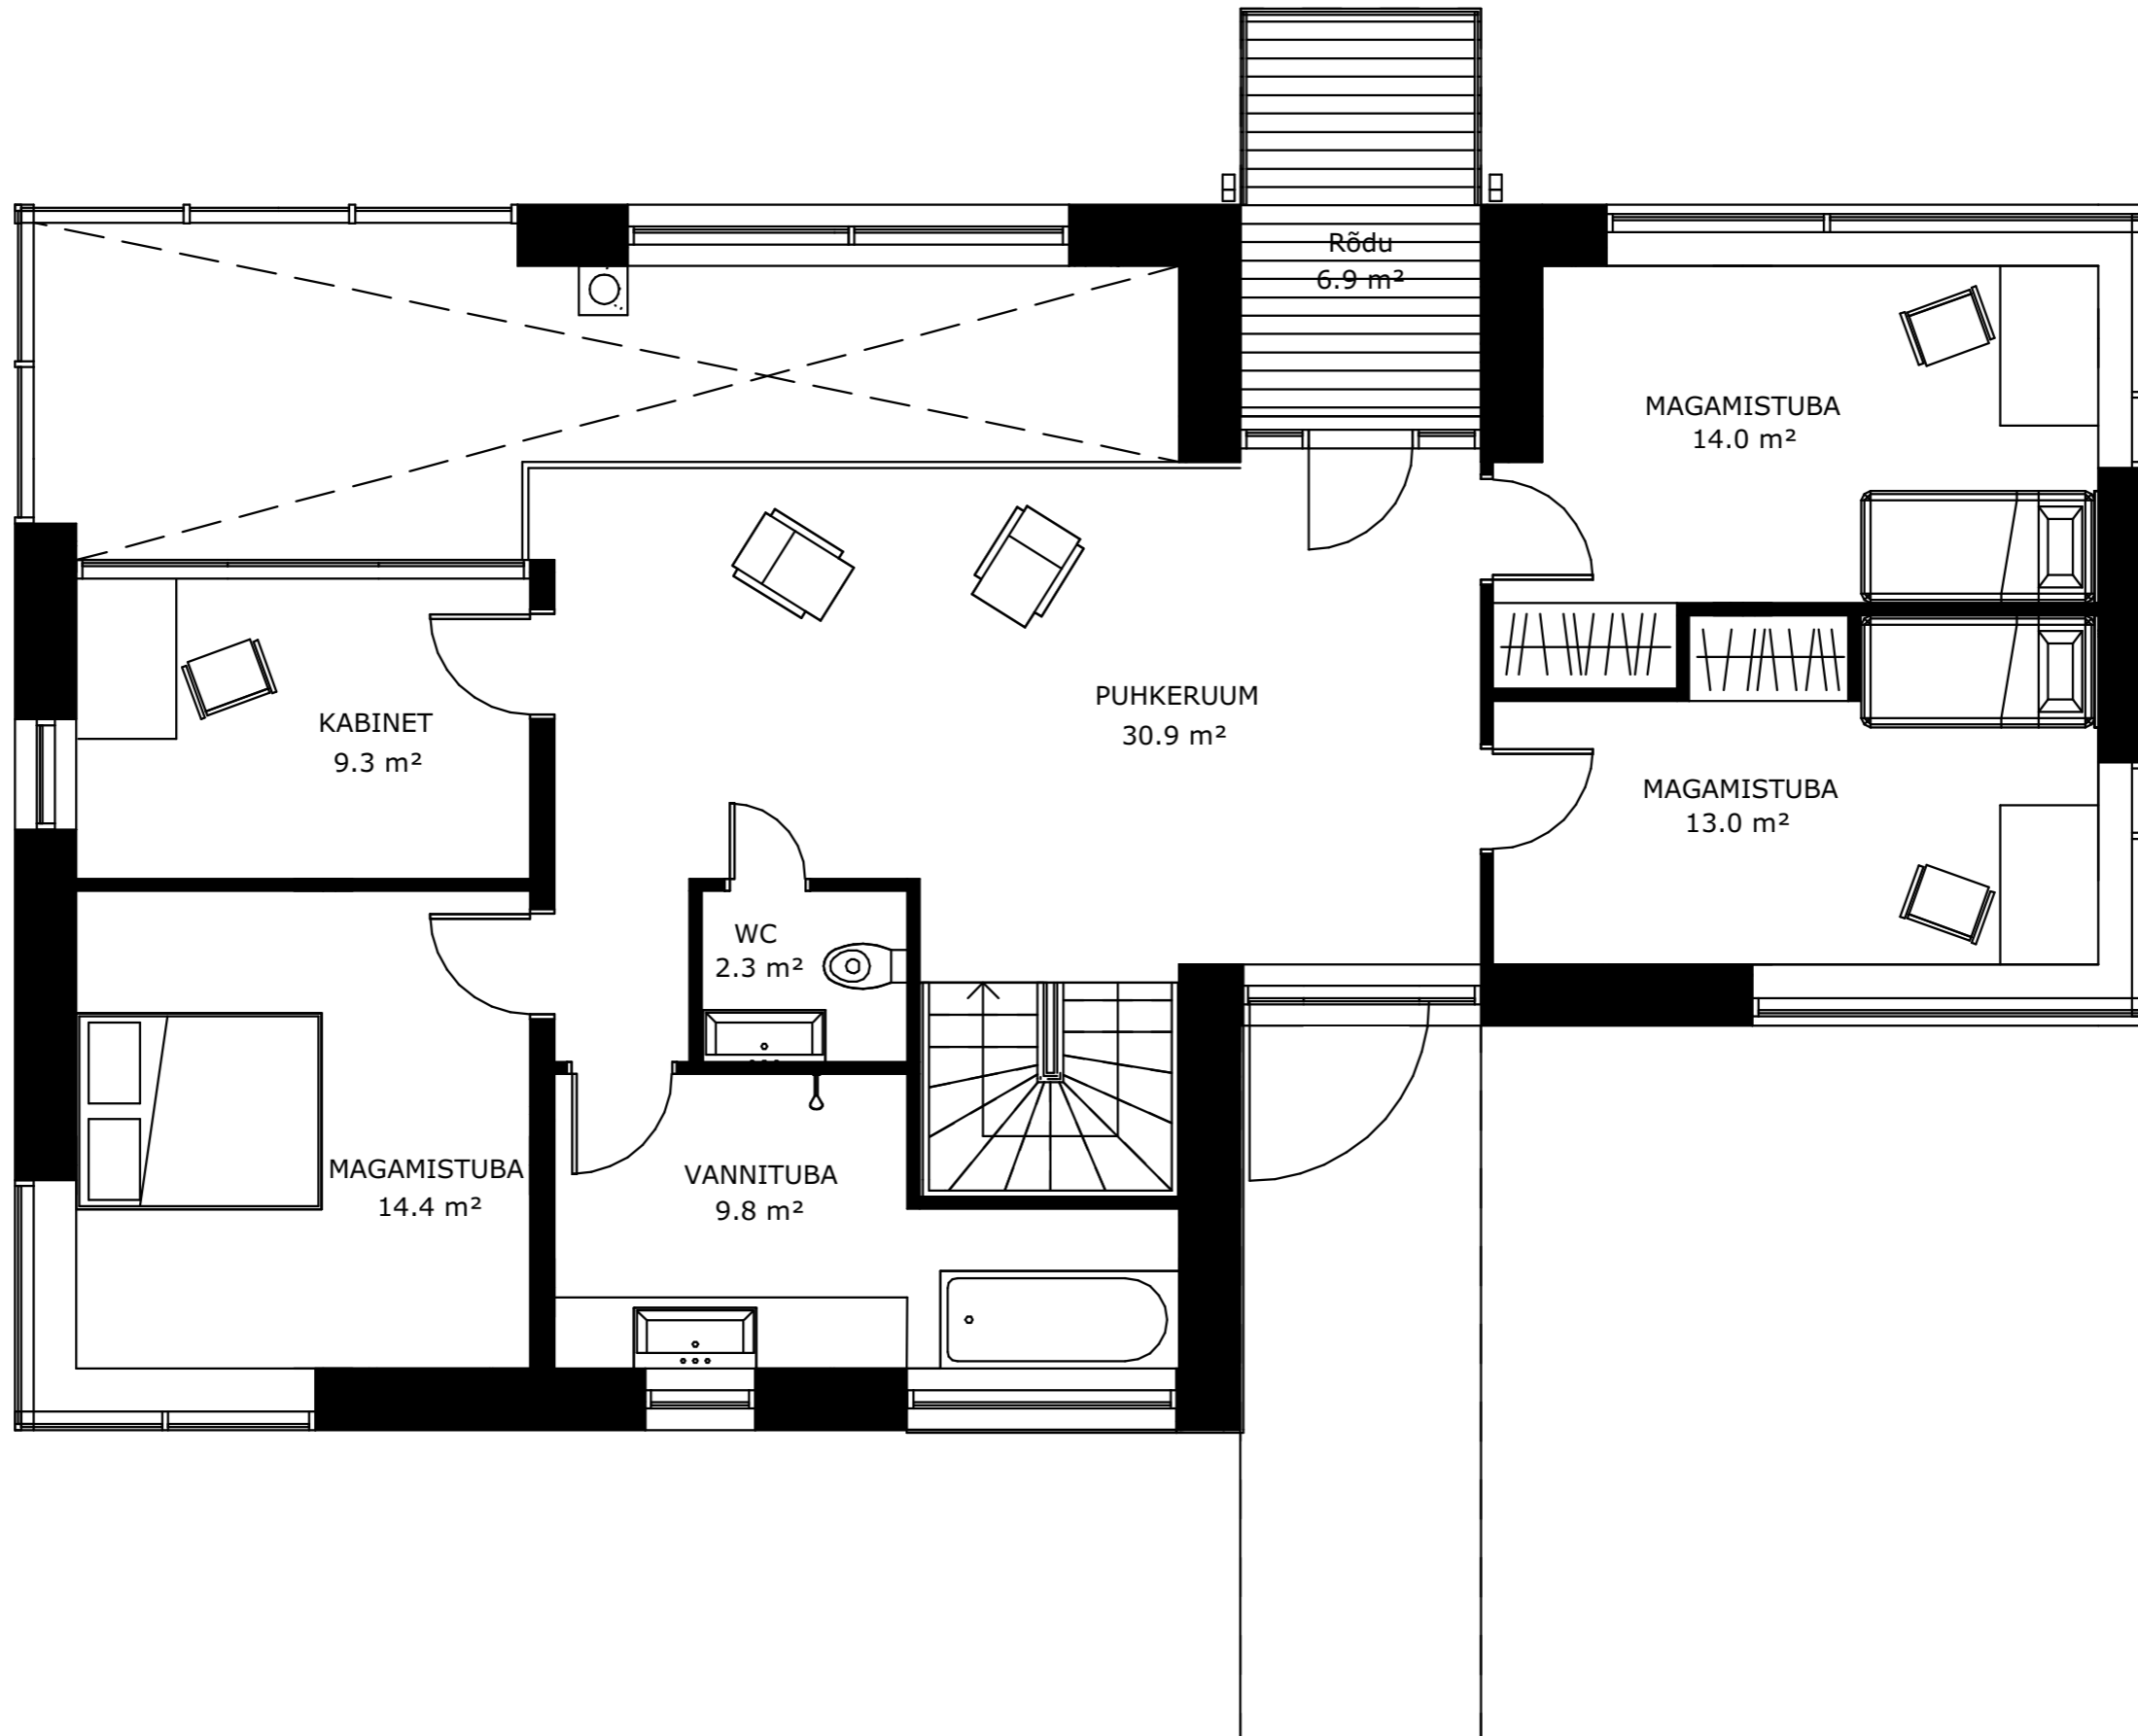 Rõdu
6.9 m²
MAGAMISTUBA
14.0 m²
KABINET
9.3 m²
PUHKERUUM
30.9 m²
MAGAMISTUBA
13.0 m²
WC
2.3 m²
MAGAMISTUBA
14.4 m²
VANNITUBA
9.8 m²